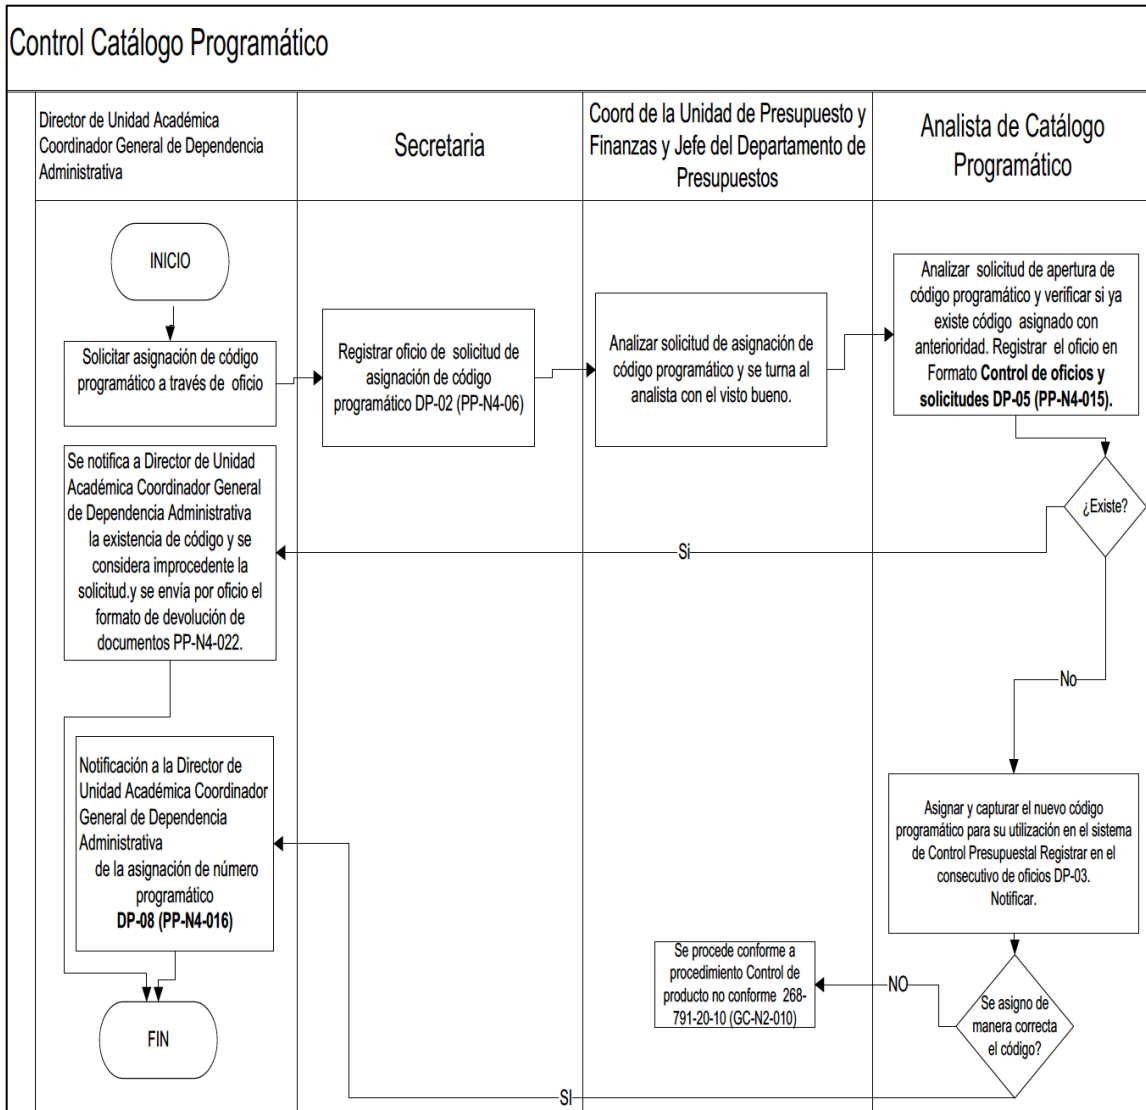 Control Catálogo Programático
Director de Unidad Académica
Coordinador General de Dependencia
Administrativa
Secretaria
Coord de la Unidad de Presupuesto y
Finanzas y Jefe del Departamento de
Presupuestos
Analista de Catálogo
Programático
INICIO
Solicitar asignación de código
programático a través de  oficio
Registrar oficio de  solicitud de
asignación de código
programático DP-02 (PP-N4-06)
Analizar solicitud de asignación de
código programático y se turna al
analista con el visto bueno.
Analizar  solicitud de apertura de
código programático y verificar si ya
existe código  asignado con
anterioridad. Registrar  el oficio en
Formato Control de oficios y
solicitudes DP-05 (PP-N4-015).
¿Existe?
Si
No
Se notifica a Director de Unidad
Académica Coordinador General
de Dependencia Administrativa
la existencia de código y se
considera improcedente la
solicitud.y se envía por oficio el
formato de devolución de
documentos PP-N4-022.
Asignar y capturar el nuevo código
programático para su utilización en el sistema
de Control Presupuestal Registrar en el
consecutivo de oficios DP-03.
Notificar.
Se asigno de
manera correcta
el código?
NO
Se procede conforme a
procedimiento Control de
producto no conforme  268-
791-20-10 (GC-N2-010)
SI
Notificación a la Director de
Unidad Académica Coordinador
General de Dependencia
Administrativa
de la asignación de número
programático
DP-08 (PP-N4-016)
FIN